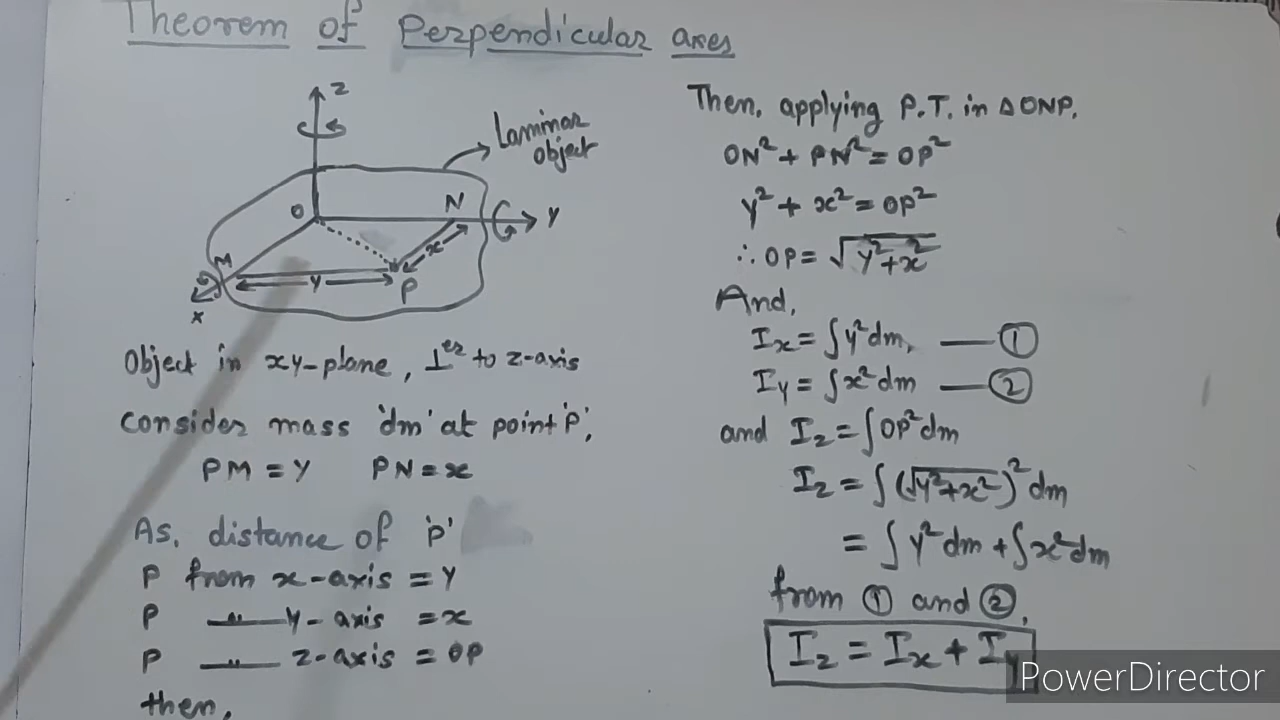 Theorem of Perpendicular axes
Z
Laminar
object
O
N
Y
M
x
y
P
X
Object in xy-plane, ⊥er to z-axis
Consider mass 'dm' at point 'P',
PM = y PN = x
As, distance of 'P'
P from x-axis = y
P —〃— y-axis = x
P —〃— z-axis = OP
then,
Then, applying P.T. in △ONP,
ON² + PN² = OP²
y² + x² = OP²
∴ OP = √(y²+x²)
And,
Ix = ∫y²dm, — ①
Iy = ∫x²dm — ②
and Iz = ∫OP²dm
Iz = ∫(√(y²+x²))²dm
= ∫y²dm + ∫x²dm
from ① and ②,
Iz = Ix + Iy
PowerDirector